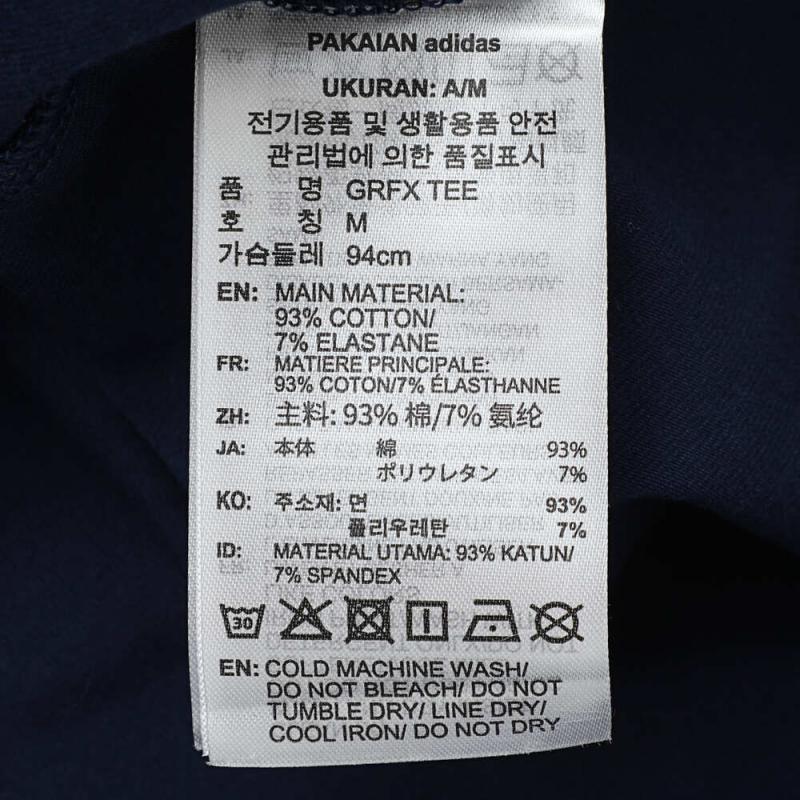 PAKAIAN adidas
UKURAN: A/M
전기용품 및 생활용품 안전
관리법에 의한 품질표시
품 명 GRFX TEE
호 칭 M
가슴둘레 94cm
EN: MAIN MATERIAL:
93% COTTON/
7% ELASTANE
FR: MATIERE PRINCIPALE:
93% COTON/7% ÉLASTHANNE
ZH: 主料: 93% 棉/7% 氨纶
JA: 本体 綿 93%
ポリウレタン 7%
KO: 주소재: 면 93%
폴리우레탄 7%
ID: MATERIAL UTAMA: 93% KATUN/
7% SPANDEX
30
EN: COLD MACHINE WASH/
DO NOT BLEACH/ DO NOT
TUMBLE DRY/ LINE DRY/
COOL IRON/ DO NOT DRY